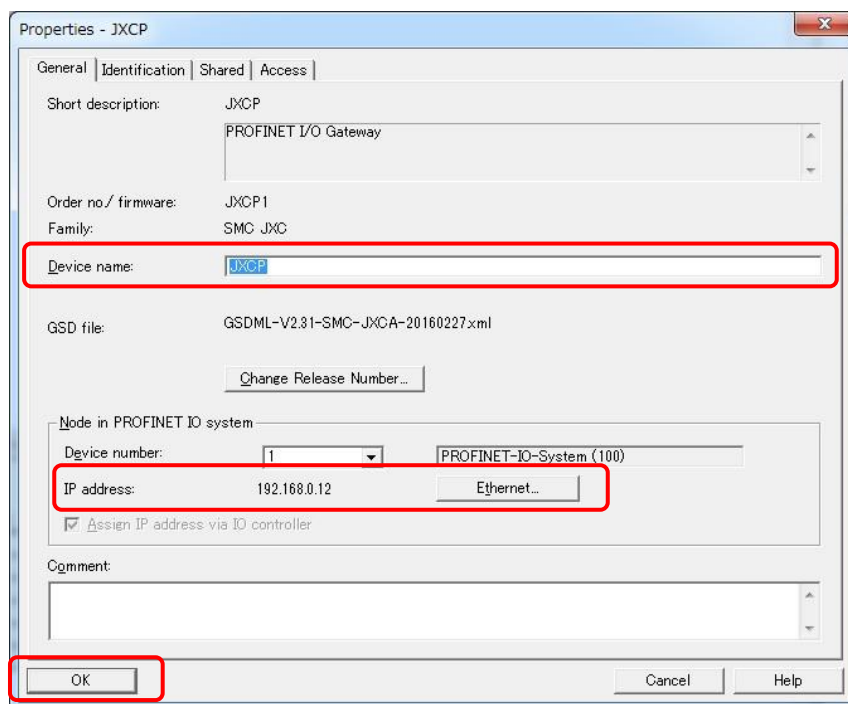 Properties - JXCP
General Identification Shared Access
Short description: JXCP
PROFINET I/O Gateway
Order no./ firmware: JXCP1
Family: SMC JXC
Device name: JXCP
GSD file: GSDML-V2.31-SMC-JXCA-20160227.xml
Change Release Number...
Node in PROFINET IO system
Device number: 1 PROFINET-IO-System (100)
IP address: 192.168.0.12 Ethernet...
Assign IP address via IO controller
Comment:
OK Cancel Help